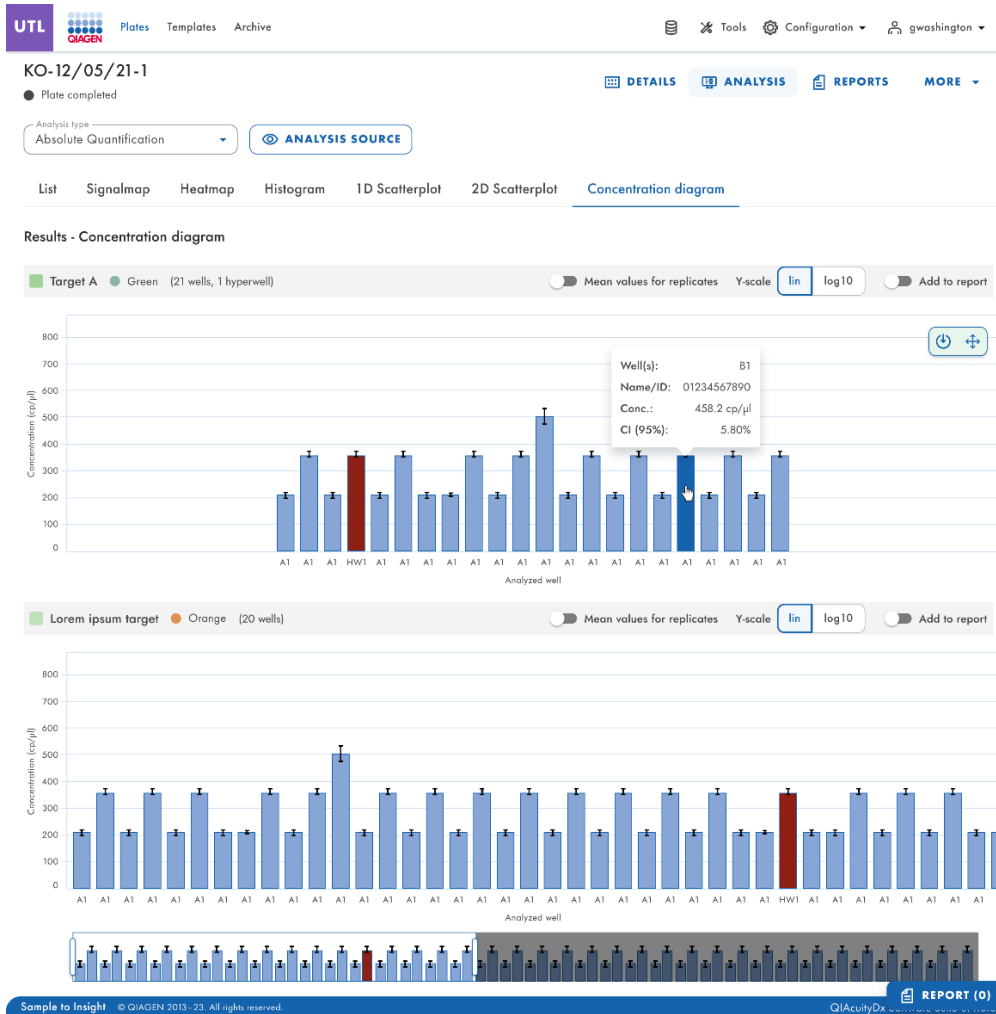 UTL
QIAGEN
Plates Templates Archive Tools Configuration gwashington
KO-12/05/21-1
Plate completed
DETAILS ANALYSIS REPORTS MORE
Analysis type
Absolute Quantification
ANALYSIS SOURCE
List Signalmap Heatmap Histogram 1D Scatterplot 2D Scatterplot Concentration diagram
Results - Concentration diagram
Target A Green (21 wells, 1 hyperwell) Mean values for replicates Y-scale lin log10 Add to report
Concentration (cp/µl)
800
700
600
500
400
300
200
100
0
Well(s): B1
Name/ID: 01234567890
Conc.: 458.2 cp/µl
CI (95%): 5.80%
A1 A1 A1 HW1 A1 A1 A1 A1 A1 A1 A1 A1 A1 A1 A1 A1 A1 A1 A1 A1 A1 A1
Analyzed well
Lorem ipsum target Orange (20 wells) Mean values for replicates Y-scale lin log10 Add to report
Concentration (cp/µl)
800
700
600
500
400
300
200
100
0
A1 A1 A1 A1 A1 A1 A1 A1 A1 A1 A1 A1 A1 A1 A1 A1 A1 A1 A1 A1 A1 A1 A1 A1 A1 A1 A1 A1 A1 A1 HW1 A1 A1 A1 A1 A1 A1 A1 A1
Analyzed well
Sample to Insight © QIAGEN 2013–23. All rights reserved. QIAcuityDx
REPORT (0)